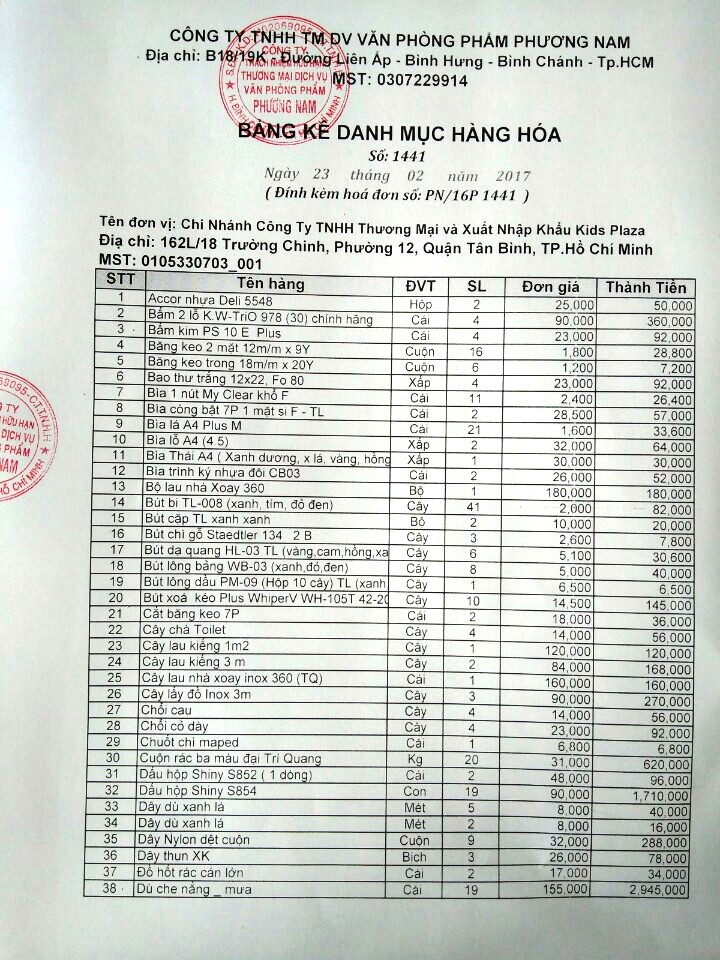 CÔNG TY TNHH TM DV VĂN PHÒNG PHẨM PHƯƠNG NAM
Địa chỉ: B18/19K - Đường Liên Ấp - Bình Hưng - Bình Chánh - Tp.HCM
MST: 0307229914
CÔNG TY
TRÁCH NHIỆM HỮU HẠN
THƯƠNG MẠI DỊCH VỤ
VĂN PHÒNG PHẨM
PHƯƠNG NAM
BẢNG KÊ DANH MỤC HÀNG HÓA
Số: 1441
Ngày 23 tháng 02 năm 2017
( Đính kèm hoá đơn số: PN/16P 1441 )
Tên đơn vị: Chi Nhánh Công Ty TNHH Thương Mại và Xuất Nhập Khẩu Kids Plaza
Địa chỉ: 162L/18 Trường Chinh, Phường 12, Quận Tân Bình, TP.Hồ Chí Minh
MST: 0105330703_001
STT Tên hàng ĐVT SL Đơn giá Thành Tiền
1 Accor nhựa Deli 5548 Hộp 2 25,000 50,000
2 Bấm 2 lỗ K.W-TriO 978 (30) chính hãng Cái 4 90,000 360,000
3 Bấm kim PS 10 E Plus Cái 4 23,000 92,000
4 Băng keo 2 mặt 12m/m x 9Y Cuộn 16 1,800 28,800
5 Băng keo trong 18m/m x 20Y Cuộn 6 1,200 7,200
6 Bao thư trắng 12x22, Fo 80 Xấp 4 23,000 92,000
7 Bìa 1 nút My Clear khổ F Cái 11 2,400 26,400
8 Bìa còng bật 7P 1 mặt si F - TL Cái 2 28,500 57,000
9 Bìa lá A4 Plus M Cái 21 1,600 33,600
10 Bìa lỗ A4 (4.5) Xấp 2 32,000 64,000
11 Bìa Thái A4 ( Xanh dương, x lá, vàng, hồng Xấp 1 30,000 30,000
12 Bìa trình ký nhựa đôi CB03 Cái 2 26,000 52,000
13 Bộ lau nhà Xoay 360 Bộ 1 180,000 180,000
14 Bút bi TL-008 (xanh, tím, đỏ đen) Cây 41 2,000 82,000
15 Bút cặp TL xanh xanh Bộ 2 10,000 20,000
16 Bút chì gỗ Staedtler 134 2 B Cây 3 2,600 7,800
17 Bút dạ quang HL-03 TL (vàng,cam,hồng,xa Cây 6 5,100 30,600
18 Bút lông bảng WB-03 (xanh,đỏ,đen) Cây 8 5,000 40,000
19 Bút lông dầu PM-09 (Hộp 10 cây) TL (xanh, Cây 1 6,500 6,500
20 Bút xoá kéo Plus WhiperV WH-105T 42-20 Cây 10 14,500 145,000
21 Cắt băng keo 7P Cái 2 18,000 36,000
22 Cây chà Toilet Cây 4 14,000 56,000
23 Cây lau kiếng 1m2 Cây 1 120,000 120,000
24 Cây lau kiếng 3 m Cây 2 84,000 168,000
25 Cây lau nhà xoay inox 360 (TQ) Cái 1 160,000 160,000
26 Cây lấy đồ Inox 3m Cây 3 90,000 270,000
27 Chổi cau Cây 4 14,000 56,000
28 Chổi cỏ dày Cây 4 23,000 92,000
29 Chuốt chì maped Cái 1 6,800 6,800
30 Cuộn rác ba màu đại Trí Quang Kg 20 31,000 620,000
31 Dấu hộp Shiny S852 ( 1 dòng) Cái 2 48,000 96,000
32 Dấu hộp Shiny S854 Con 19 90,000 1,710,000
33 Dây dù xanh lá Mét 5 8,000 40,000
34 Dây dù xanh lá Mét 2 8,000 16,000
35 Dây Nylon dệt cuộn Cuộn 9 32,000 288,000
36 Dây thun XK Bịch 3 26,000 78,000
37 Đồ hốt rác cán lớn Cái 2 17,000 34,000
38 Dù che nắng _ mưa Cái 19 155,000 2,945,000